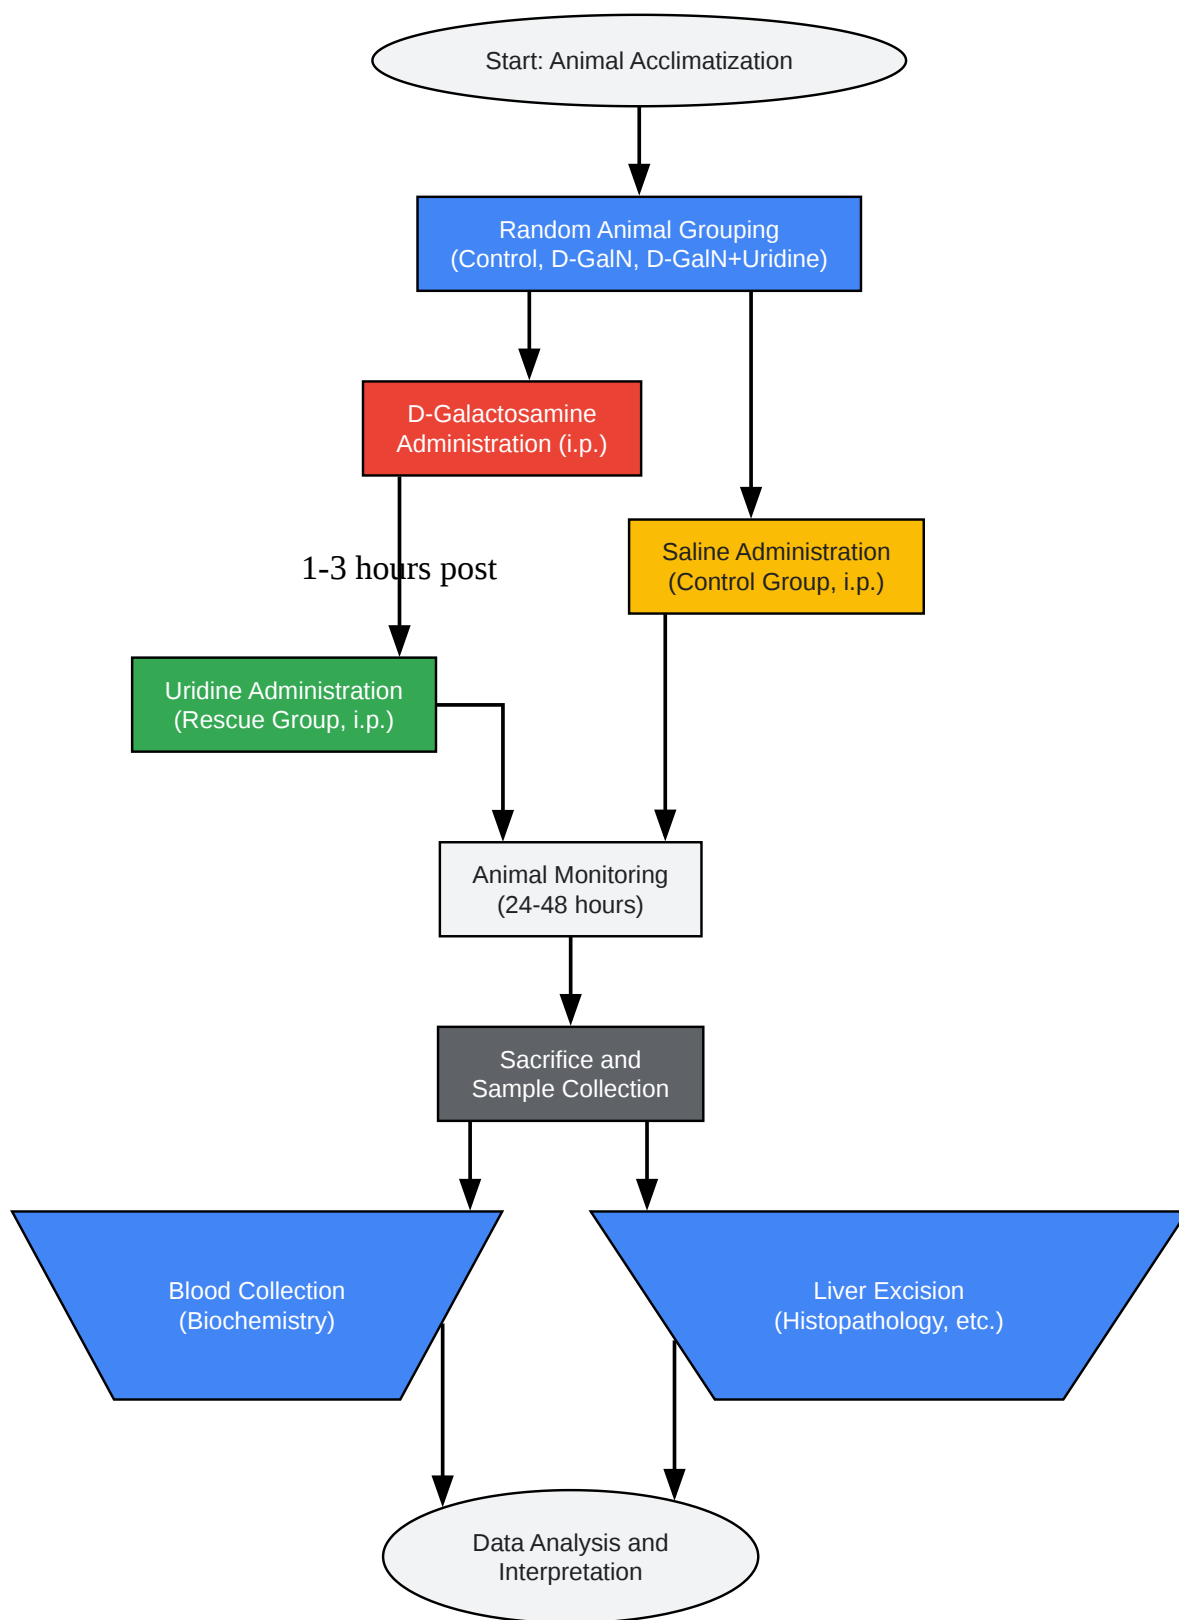 Start: Animal Acclimatization
Random Animal Grouping
(Control, D-GalN, D-GalN+Uridine)
D-Galactosamine
Administration (i.p.)
Saline Administration
(Control Group, i.p.)
1-3 hours post
Uridine Administration
(Rescue Group, i.p.)
Animal Monitoring
(24-48 hours)
Sacrifice and
Sample Collection
Blood Collection
(Biochemistry)
Liver Excision
(Histopathology, etc.)
Data Analysis and
Interpretation